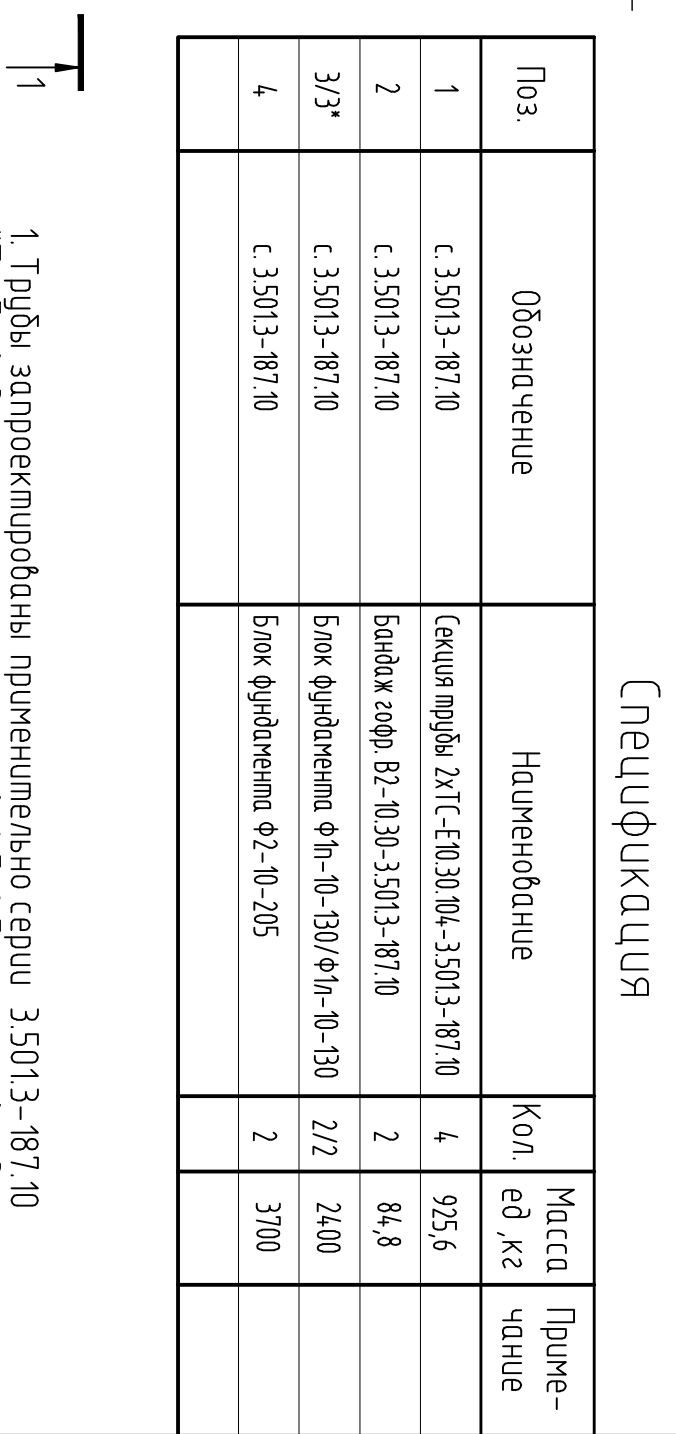 Спецификация
Поз. Обозначение Наименование Кол. Масса ед ,кг Приме-чание
1 с. 3.501.3-187.10 Секция трубы 2хТС-Е10.30.104-3.501.3-187.10 4 925,6
2 с. 3.501.3-187.10 Бандаж гофр. В2-10.30-3.501.3-187.10 2 84,8
3/3* с. 3.501.3-187.10 Блок фундамента Ф1п-10-130/Ф1л-10-130 2/2 2400
4 с. 3.501.3-187.10 Блок фундамента Ф2-10-205 2 3700
1
1. Трубы запроектированы применительно серии 3.501.3-187.10